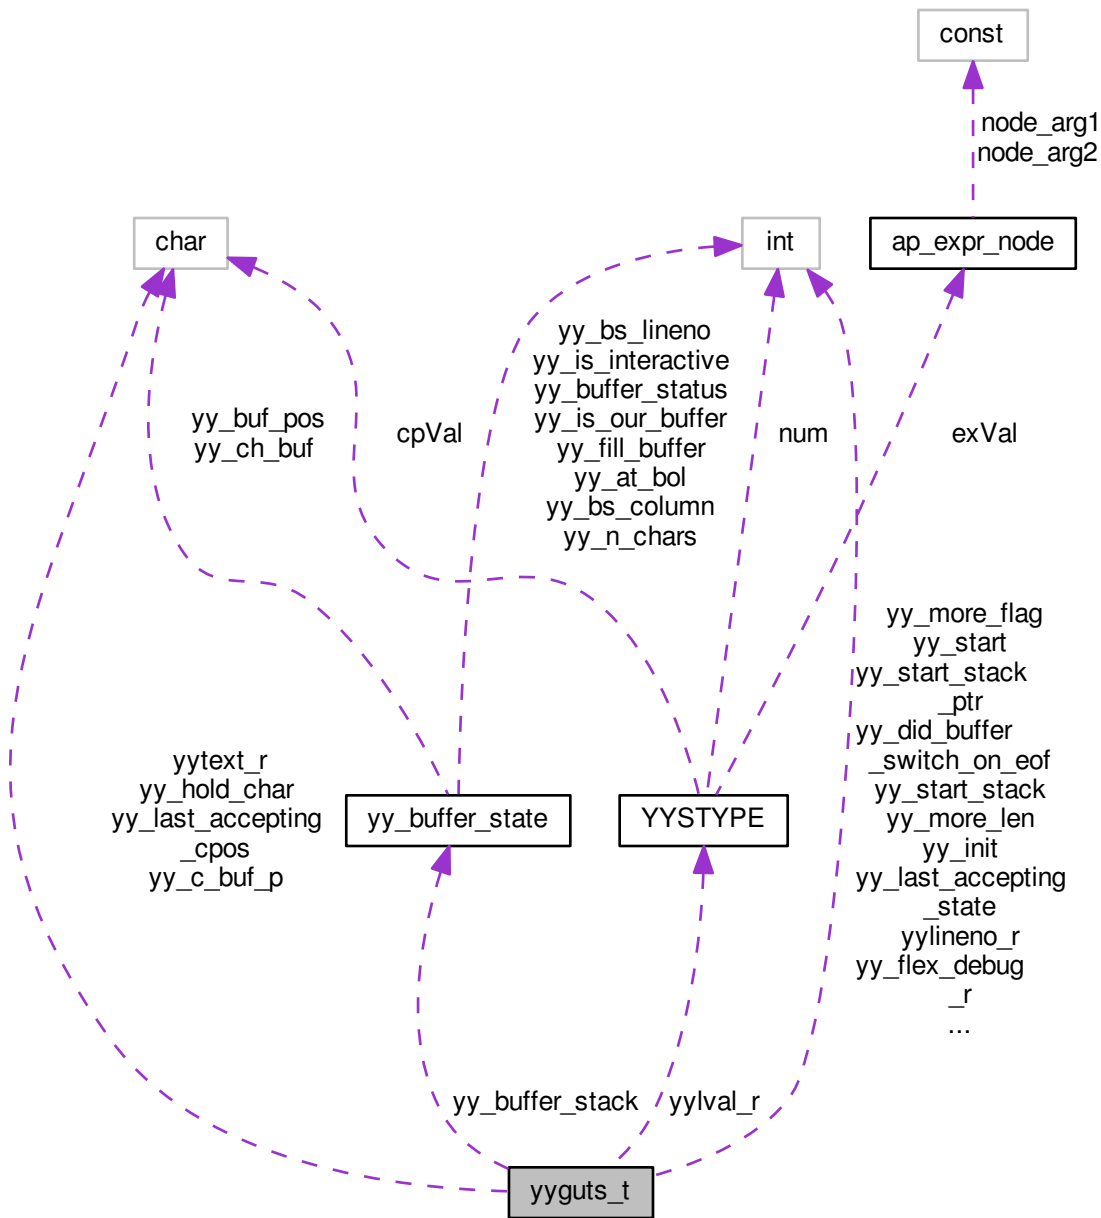 const
node_arg1
node_arg2
char
int
ap_expr_node
yy_buf_pos
yy_ch_buf
cpVal
yy_bs_lineno
yy_is_interactive
yy_buffer_status
yy_is_our_buffer
yy_fill_buffer
yy_at_bol
yy_bs_column
yy_n_chars
num
exVal
yytext_r
yy_hold_char
yy_last_accepting
_cpos
yy_c_buf_p
yy_buffer_state
YYSTYPE
yy_more_flag
yy_start
yy_start_stack
_ptr
yy_did_buffer
_switch_on_eof
yy_start_stack
yy_more_len
yy_init
yy_last_accepting
_state
yylineno_r
yy_flex_debug
_r
...
yy_buffer_stack
yylval_r
yyguts_t